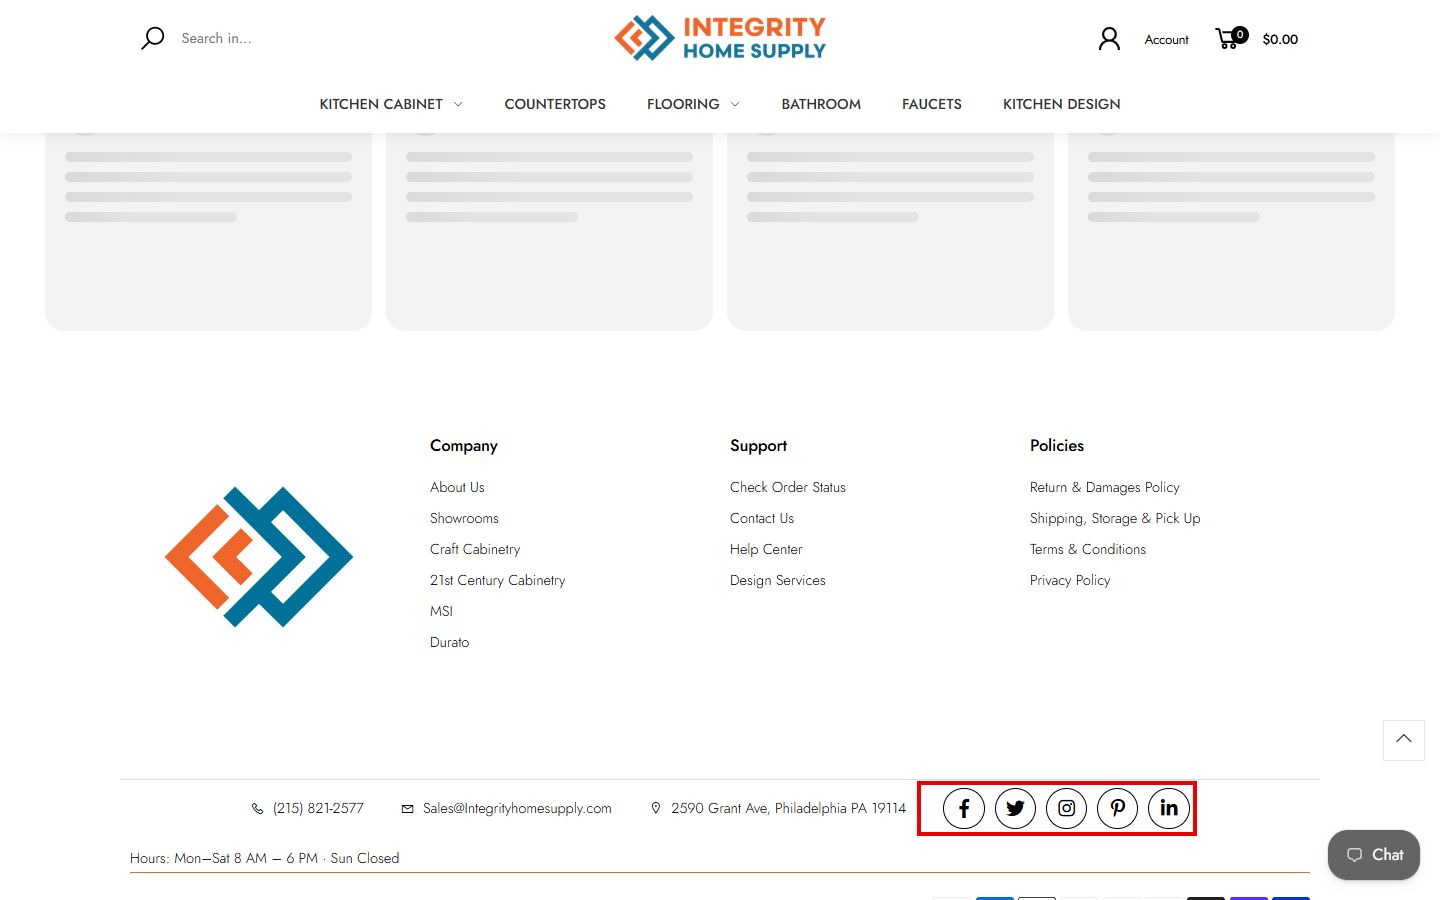 Search in...
INTEGRITY
HOME SUPPLY
Account
0
$0.00
KITCHEN CABINET
COUNTERTOPS
FLOORING
BATHROOM
FAUCETS
KITCHEN DESIGN
Company
About Us
Showrooms
Craft Cabinetry
21st Century Cabinetry
MSI
Durato
Support
Check Order Status
Contact Us
Help Center
Design Services
Policies
Return & Damages Policy
Shipping, Storage & Pick Up
Terms & Conditions
Privacy Policy
(215) 821-2577
Sales@Integrityhomesupply.com
2590 Grant Ave, Philadelphia PA 19114
Hours: Mon–Sat 8 AM – 6 PM · Sun Closed
Chat